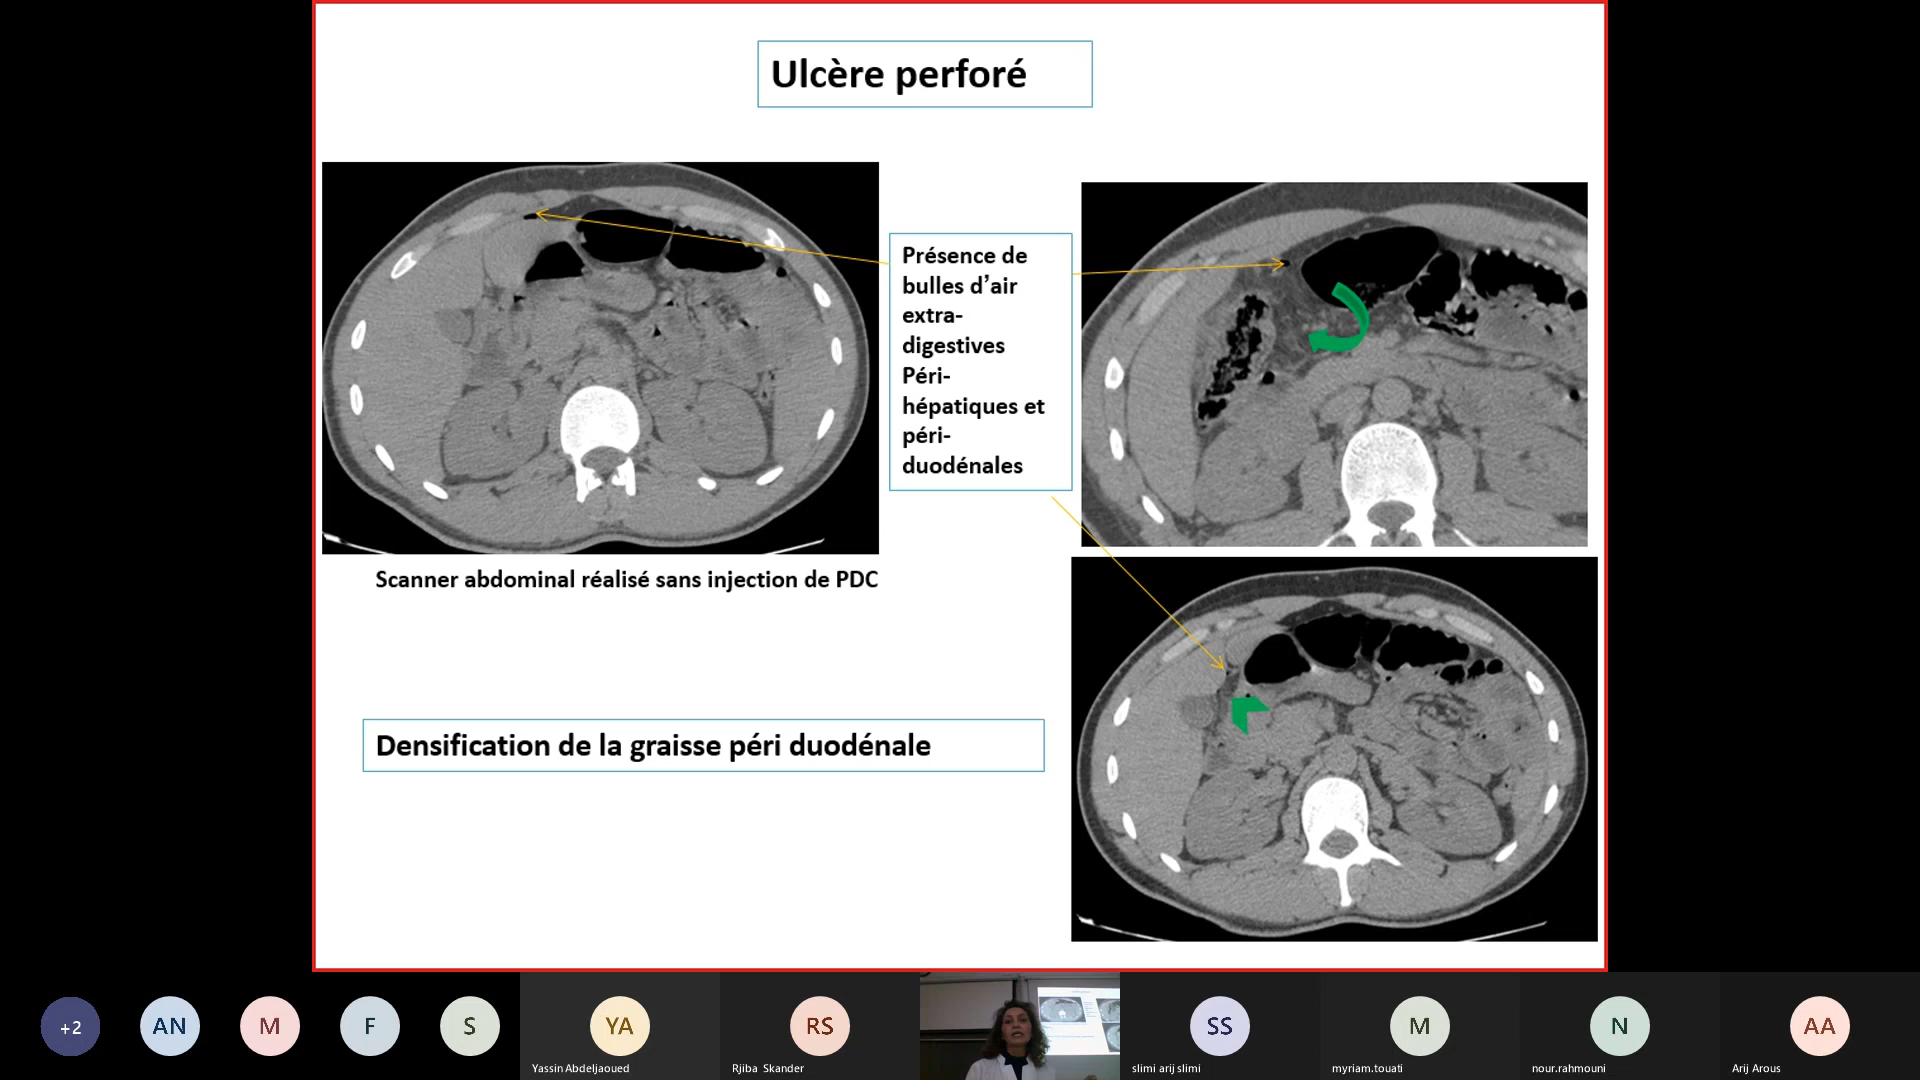 Ulcère perforé
Présence de
bulles d’air
extra-
digestives
Péri-
hépatiques et
péri-
duodénales
Scanner abdominal réalisé sans injection de PDC
Densification de la graisse péri duodénale
+2
AN
M
F
S
YA
RS
SS
M
N
AA
Yassin Abdeljaoued
Rjiba Skander
slimi arij slimi
myriam.touati
nour.rahmouni
Arij Arous